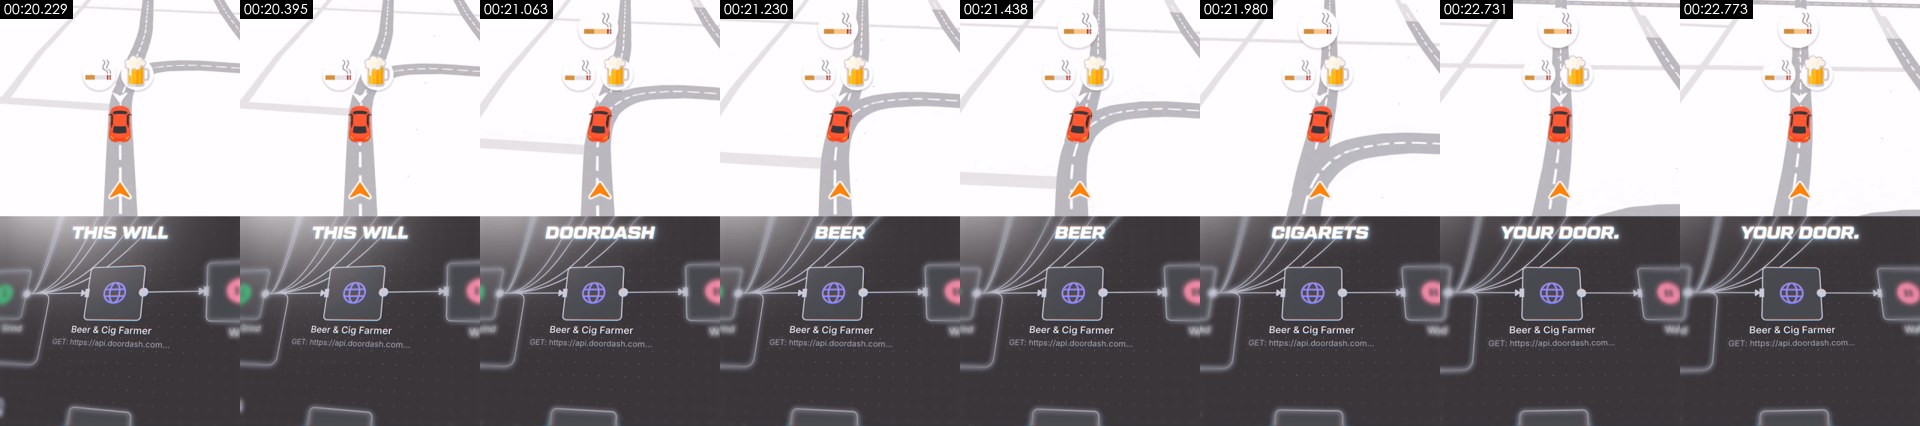 00:20.229
00:20.395
00:21.063
00:21.230
00:21.438
00:21.980
00:22.731
00:22.773
THIS WILL
THIS WILL
DOORDASH
BEER
BEER
CIGARETS
YOUR DOOR.
YOUR DOOR.
Beer & Cig Farmer
Beer & Cig Farmer
Beer & Cig Farmer
Beer & Cig Farmer
Beer & Cig Farmer
Beer & Cig Farmer
Beer & Cig Farmer
Beer & Cig Farmer
GET: https://api.doordash.com...
GET: https://api.doordash.com...
GET: https://api.doordash.com...
GET: https://api.doordash.com...
GET: https://api.doordash.com...
GET: https://api.doordash.com...
GET: https://api.doordash.com...
GET: https://api.doordash.com...